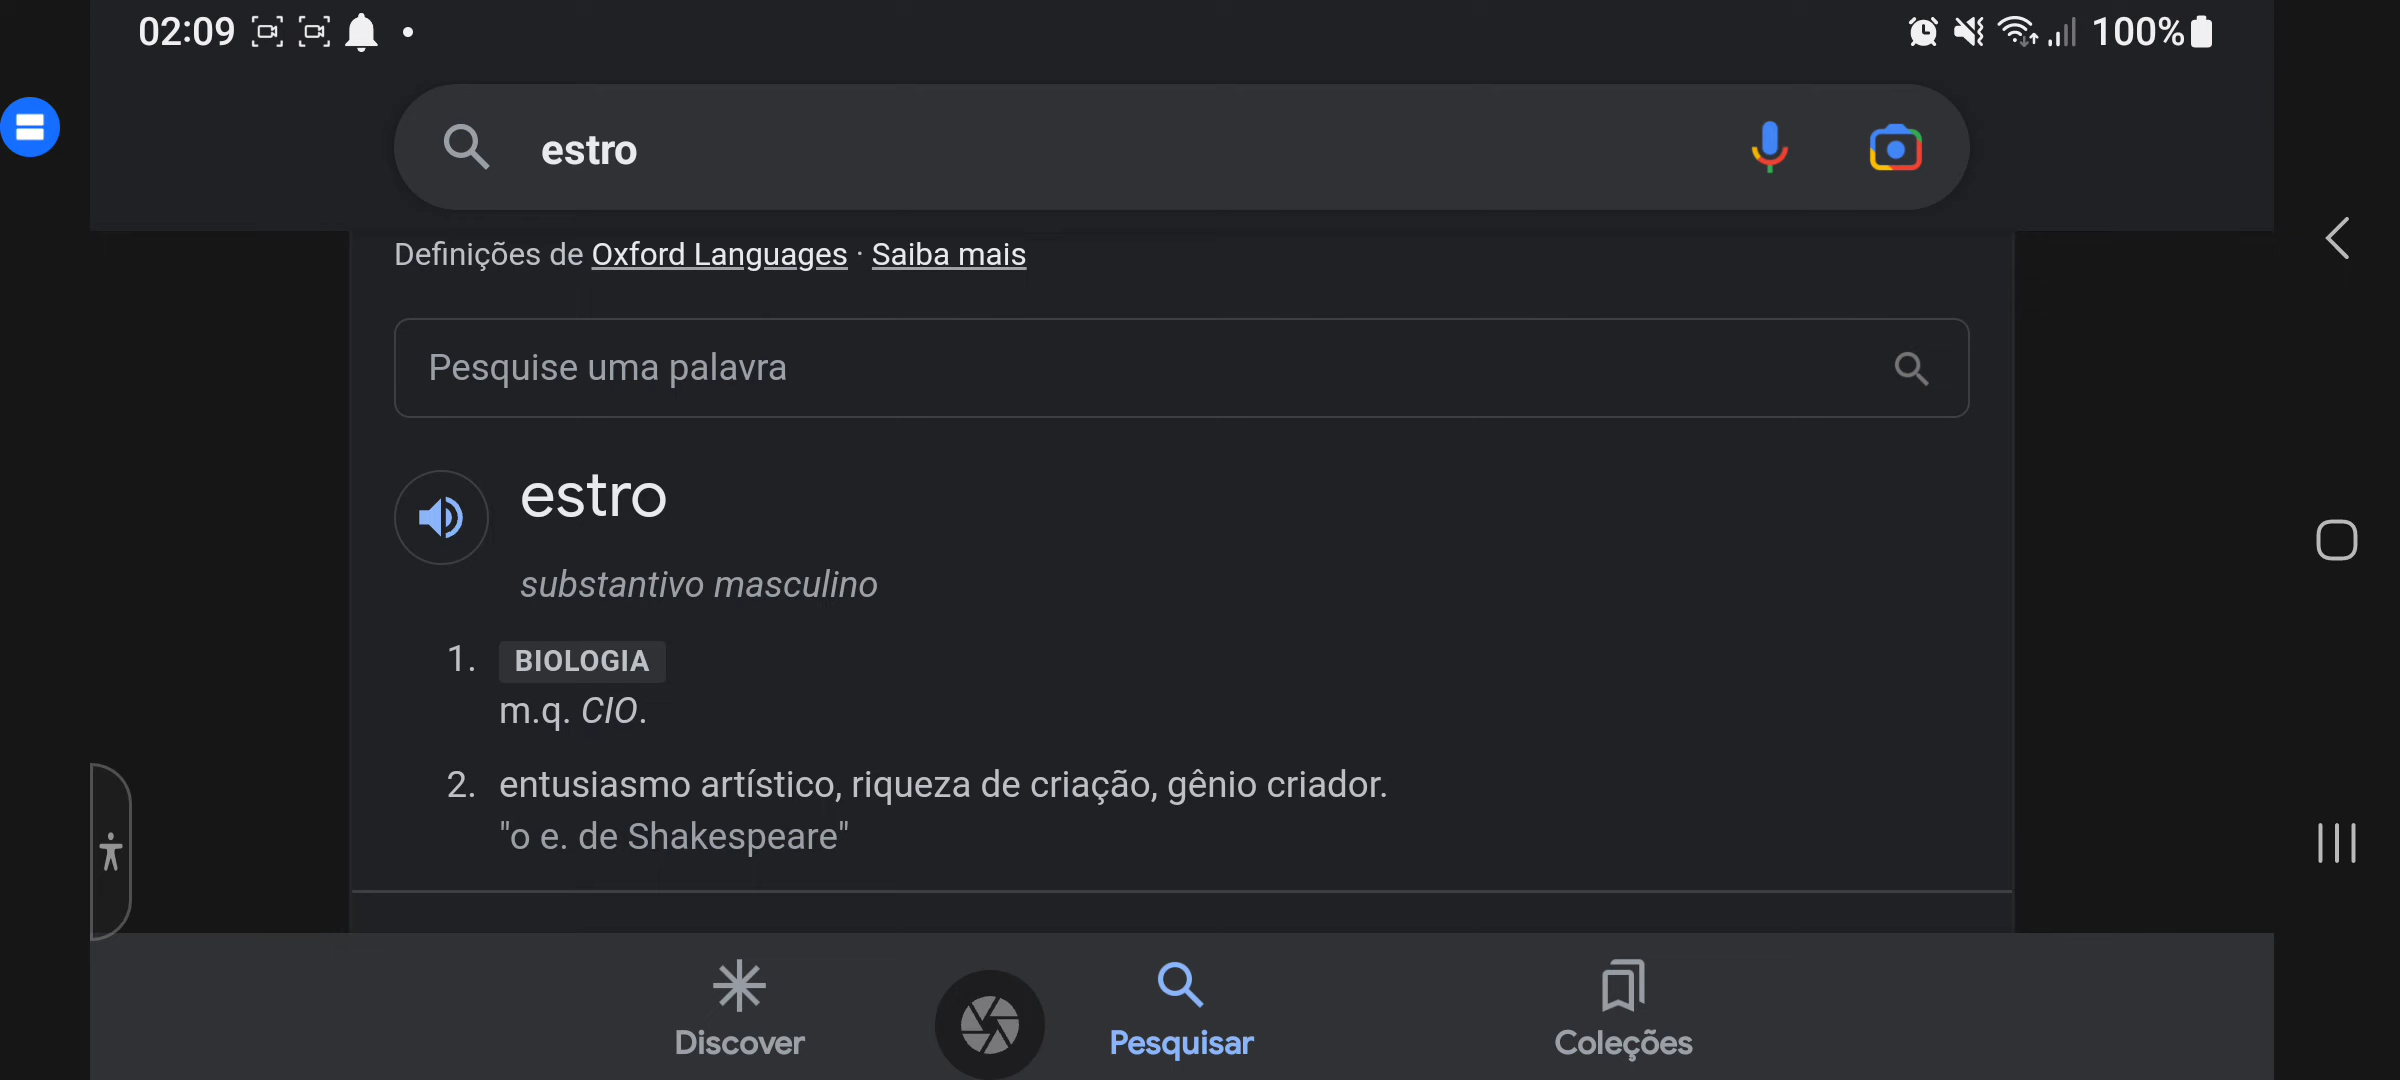 02:09
100%
estro
Definições de Oxford Languages · Saiba mais
Pesquise uma palavra
estro
substantivo masculino
1. BIOLOGIA
m.q. CIO.
2. entusiasmo artístico, riqueza de criação, gênio criador.
"o e. de Shakespeare"
Discover
Pesquisar
Coleções